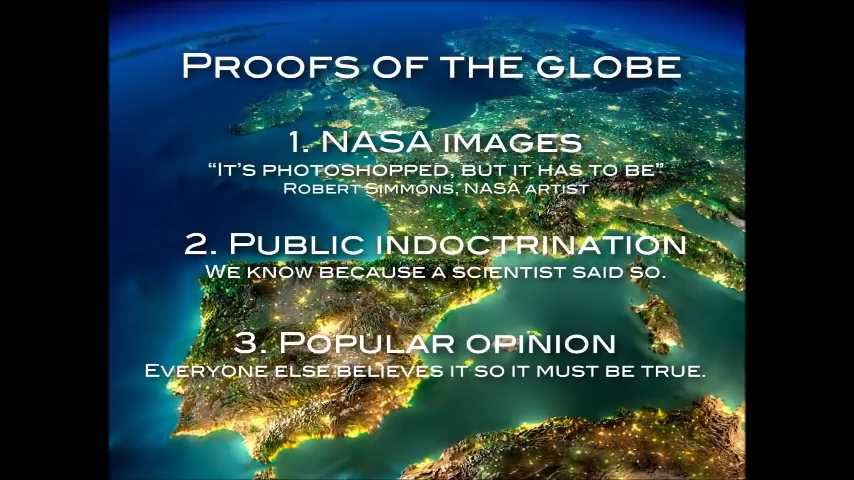 PROOFS OF THE GLOBE
1. NASA IMAGES
“IT’S PHOTOSHOPPED, BUT IT HAS TO BE”
ROBERT SIMMONS, NASA ARTIST
2. PUBLIC INDOCTRINATION
WE KNOW BECAUSE A SCIENTIST SAID SO.
3. POPULAR OPINION
EVERYONE ELSE BELIEVES IT SO IT MUST BE TRUE.